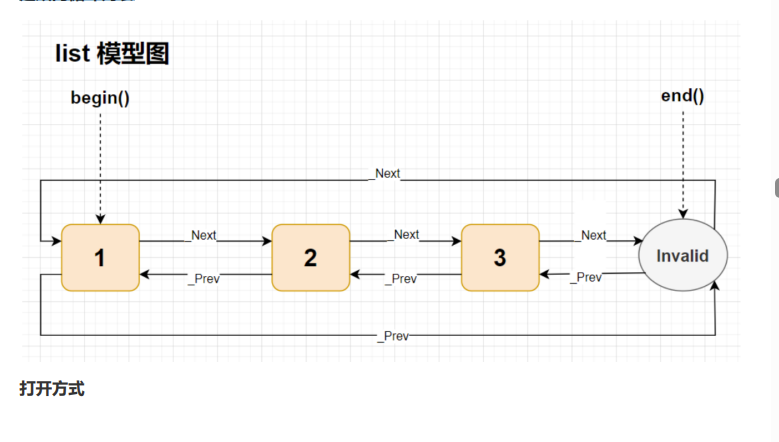 list 模型图
begin()
end()
_Next
_Next
_Next
_Next
1
2
3
Invalid
_Prev
_Prev
_Prev
_Prev
打开方式